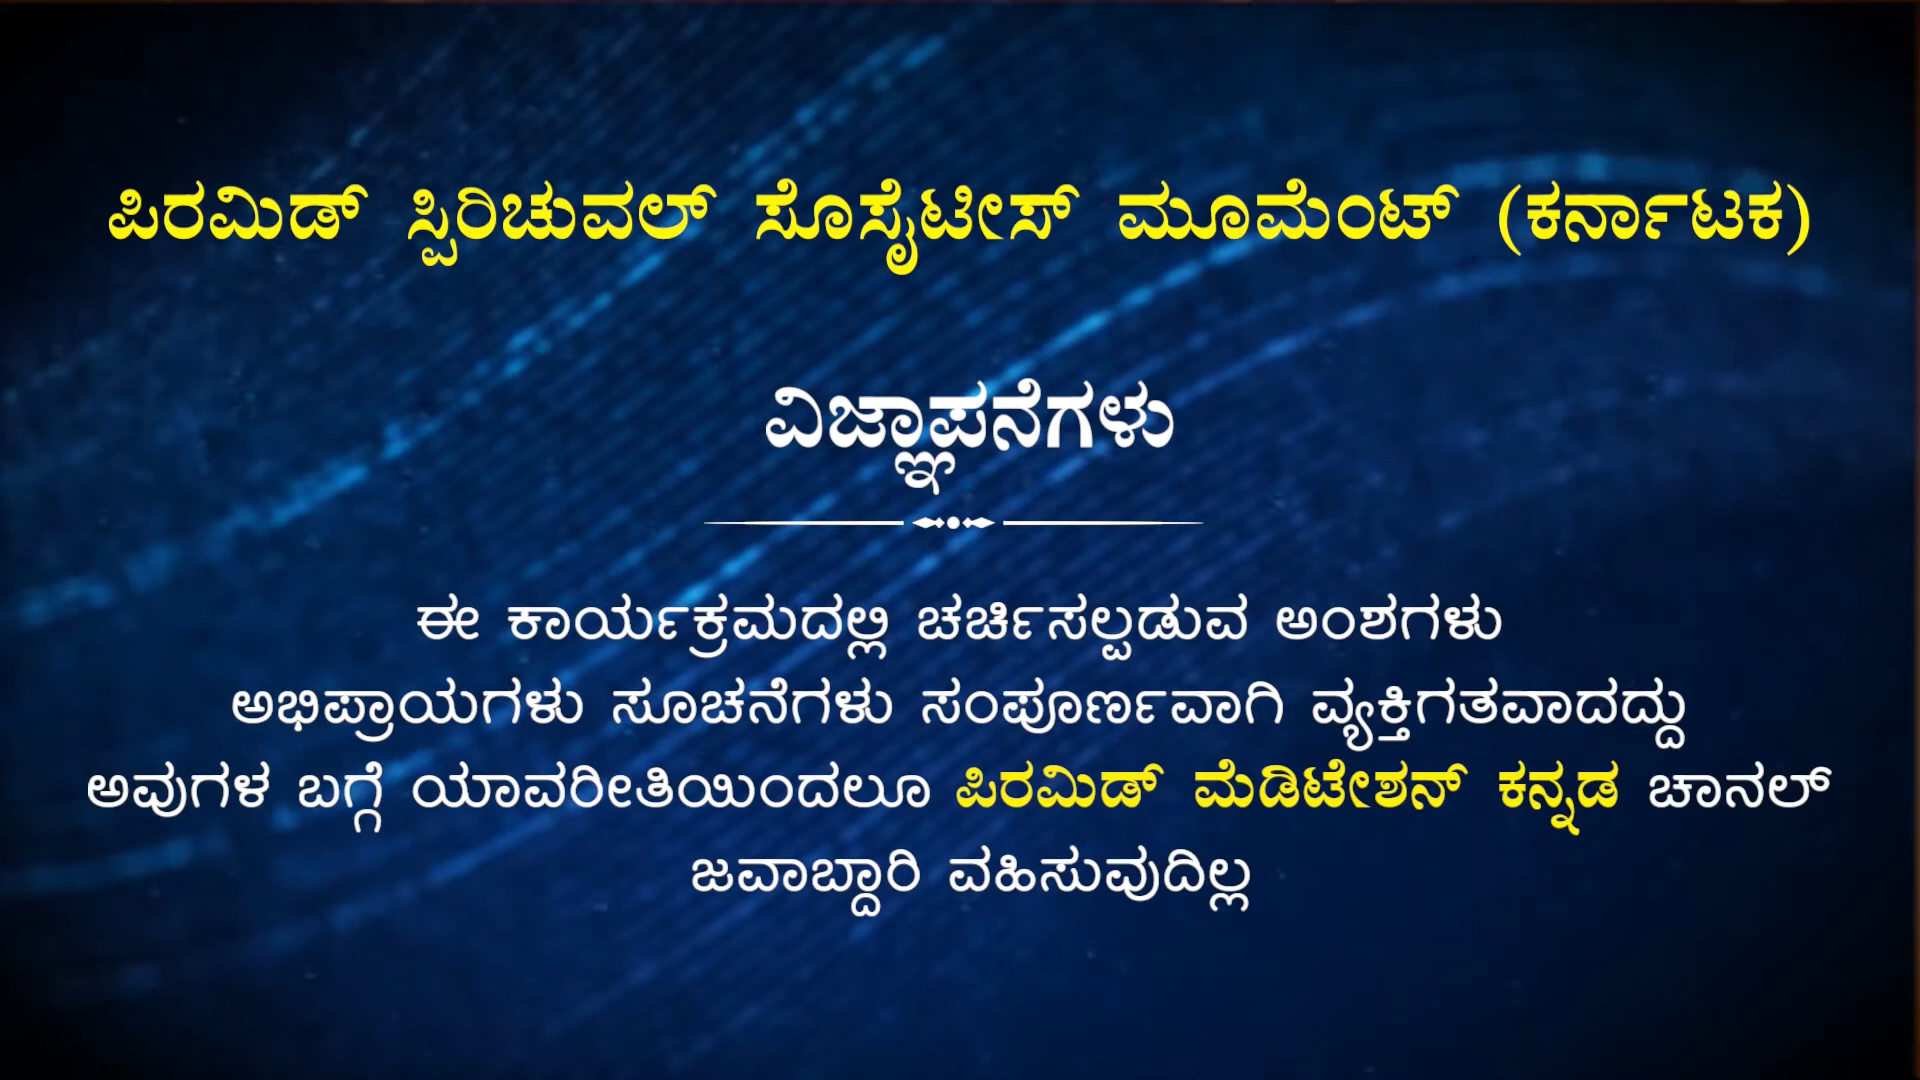 ಪಿರಮಿಡ್ ಸ್ಪಿರಿಚುವಲ್ ಸೊಸೈಟೀಸ್ ಮೂಮೆಂಟ್ (ಕರ್ನಾಟಕ)
ವಿಜ್ಞಾಪನೆಗಳು
ಈ ಕಾರ್ಯಕ್ರಮದಲ್ಲಿ ಚರ್ಚಿಸಲ್ಪಡುವ ಅಂಶಗಳು
ಅಭಿಪ್ರಾಯಗಳು ಸೂಚನೆಗಳು ಸಂಪೂರ್ಣವಾಗಿ ವ್ಯಕ್ತಿಗತವಾದದ್ದು
ಅವುಗಳ ಬಗ್ಗೆ ಯಾವರೀತಿಯಿಂದಲೂ ಪಿರಮಿಡ್ ಮೆಡಿಟೇಶನ್ ಕನ್ನಡ ಚಾನಲ್
ಜವಾಬ್ದಾರಿ ವಹಿಸುವುದಿಲ್ಲ